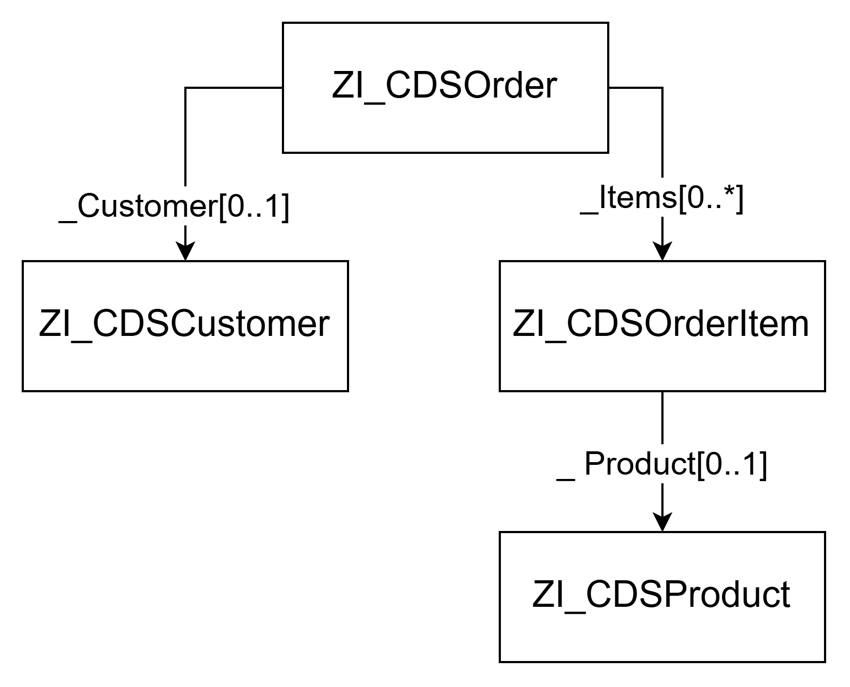 ZI_CDSOrder
_Customer[0..1]
_Items[0..*]
ZI_CDSCustomer
ZI_CDSOrderItem
_ Product[0..1]
ZI_CDSProduct